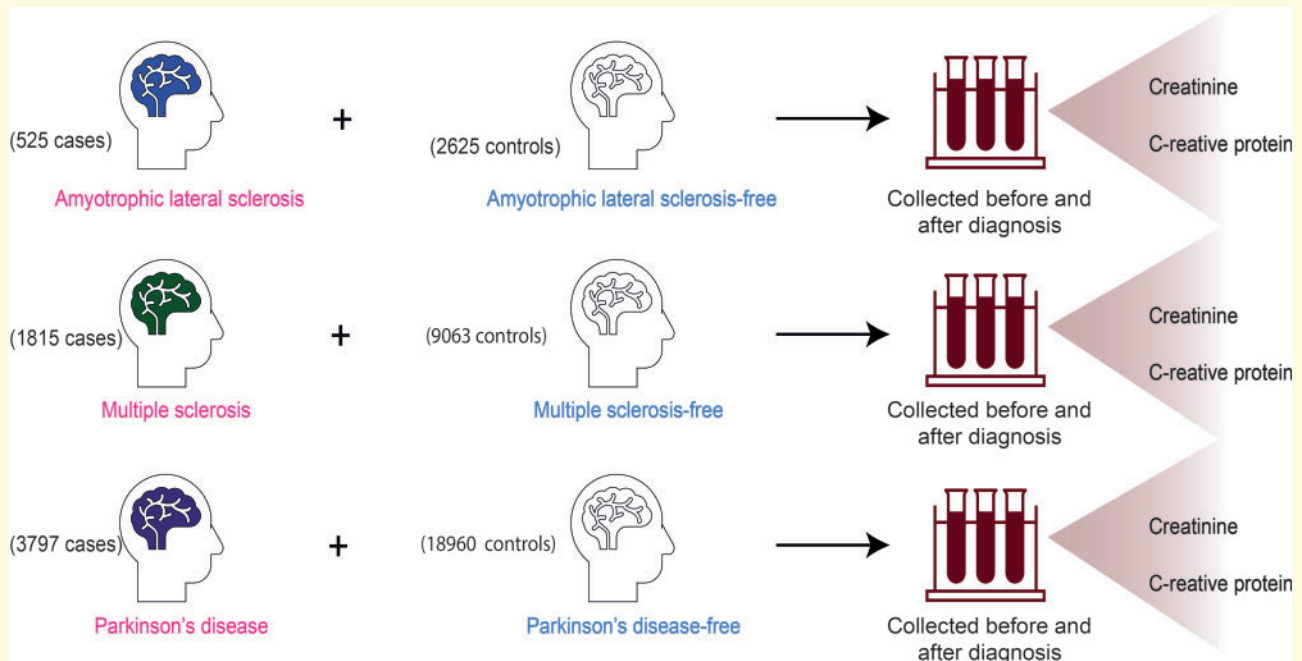 (525 cases)
+
(2625 controls)
Creatinine
C-reative protein
Amyotrophic lateral sclerosis
Amyotrophic lateral sclerosis-free
Collected before and
after diagnosis
(1815 cases)
+
(9063 controls)
Creatinine
C-reative protein
Multiple sclerosis
Multiple sclerosis-free
Collected before and
after diagnosis
(3797 cases)
+
(18960 controls)
Creatinine
C-reative protein
Parkinson's disease
Parkinson's disease-free
Collected before and
after diagnosis